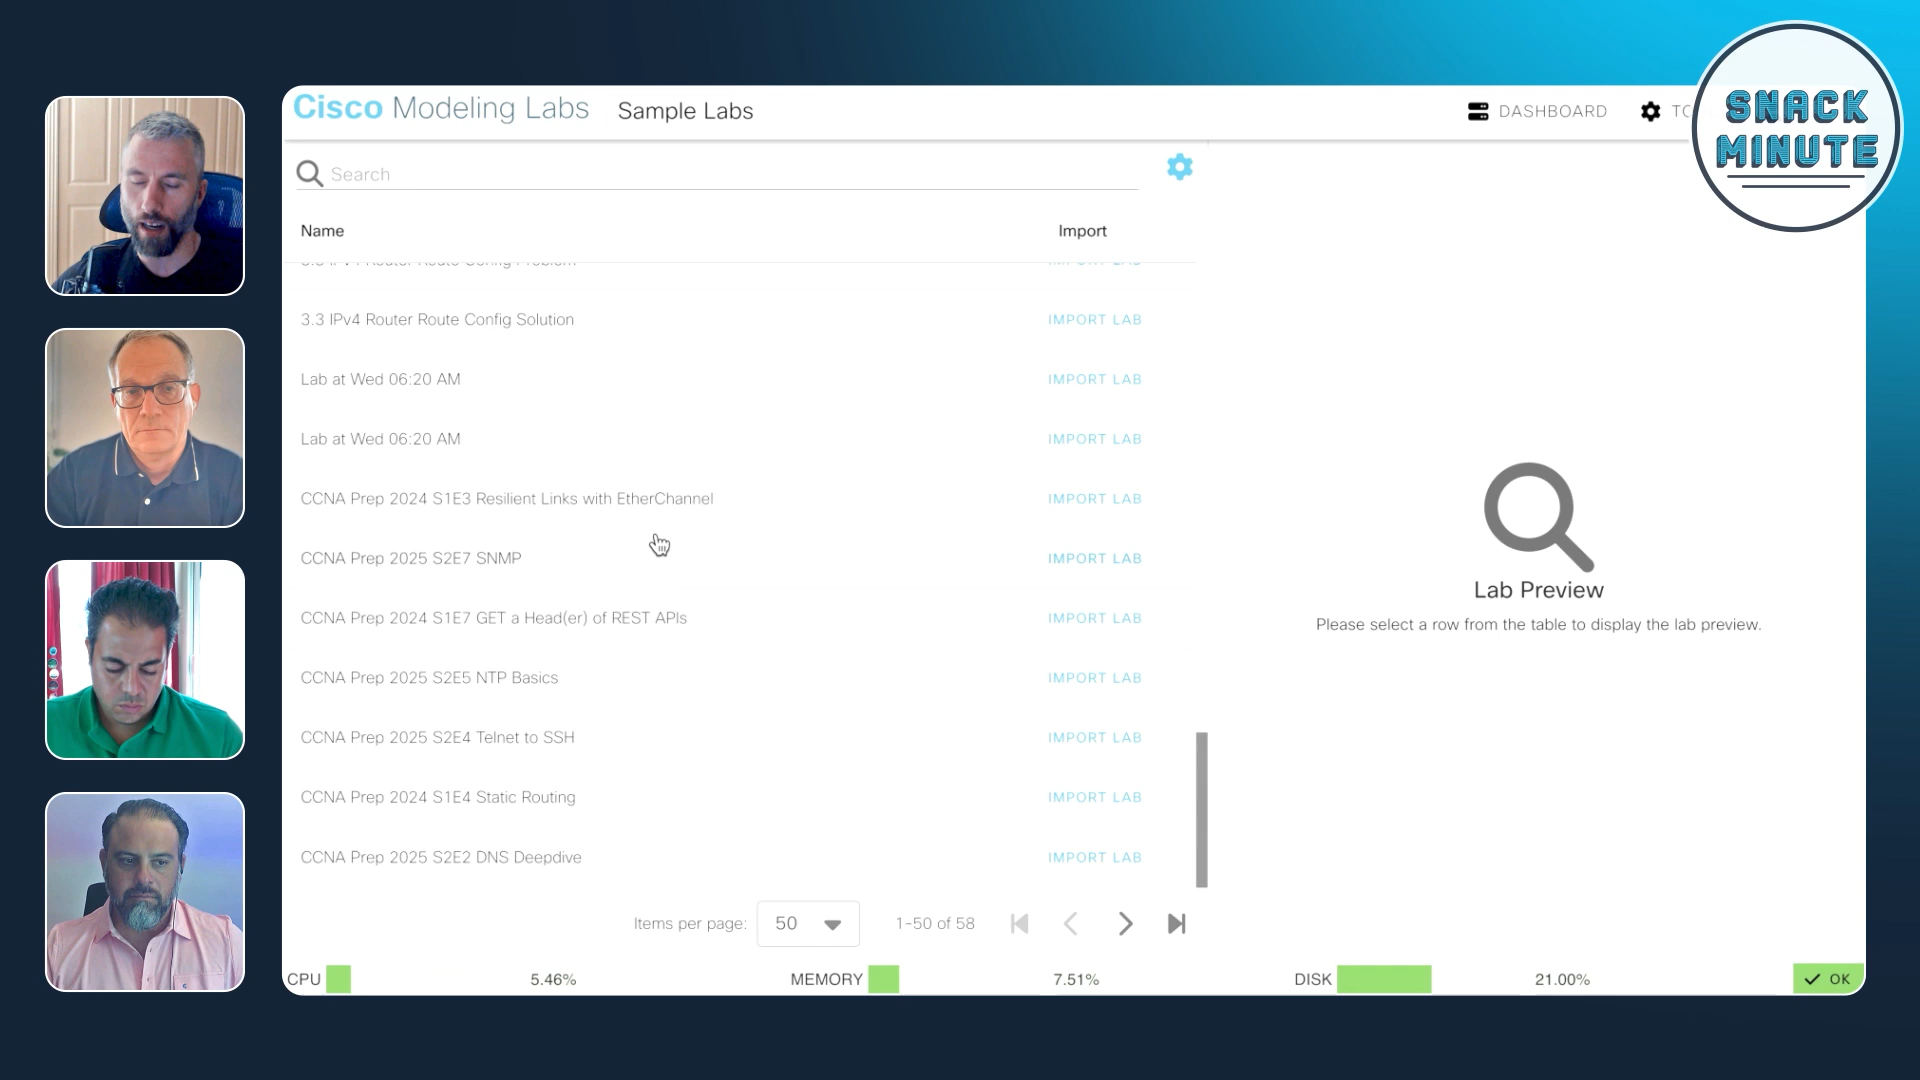 Cisco Modeling Labs Sample Labs
DASHBOARD
SNACK
MINUTE
Search
Name Import
3.3 IPv4 Router Route Config Solution IMPORT LAB
Lab at Wed 06:20 AM IMPORT LAB
Lab at Wed 06:20 AM IMPORT LAB
CCNA Prep 2024 S1E3 Resilient Links with EtherChannel IMPORT LAB
CCNA Prep 2025 S2E7 SNMP IMPORT LAB
CCNA Prep 2024 S1E7 GET a Head(er) of REST APIs IMPORT LAB
CCNA Prep 2025 S2E5 NTP Basics IMPORT LAB
CCNA Prep 2025 S2E4 Telnet to SSH IMPORT LAB
CCNA Prep 2024 S1E4 Static Routing IMPORT LAB
CCNA Prep 2025 S2E2 DNS Deepdive IMPORT LAB
Lab Preview
Please select a row from the table to display the lab preview.
Items per page: 50 1-50 of 58
CPU 5.46% MEMORY 7.51% DISK 21.00% OK